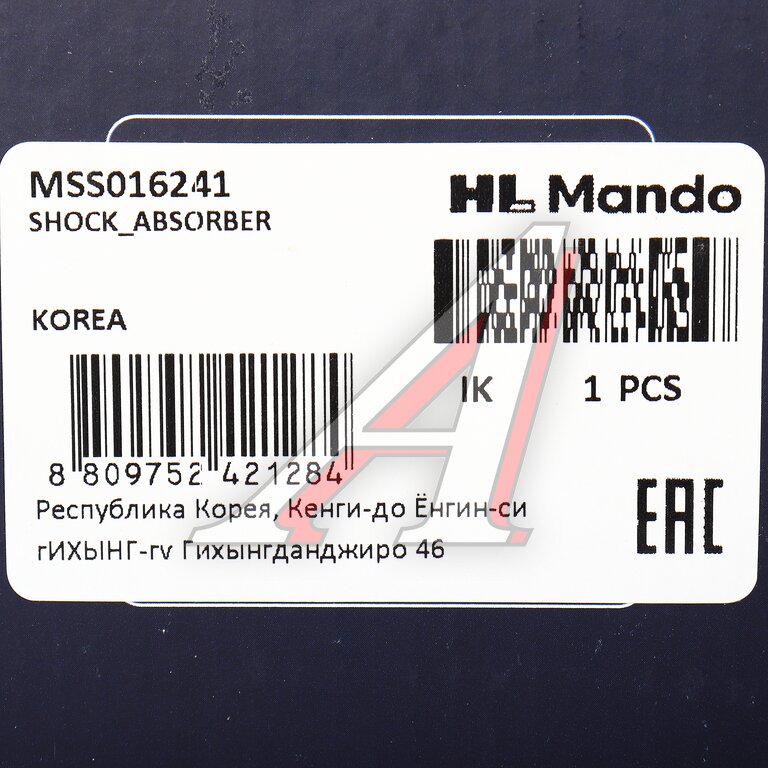 MSS016241
SHOCK_ABSORBER
HL Mando
KOREA
IK 1 PCS
8 809752 421284
Республика Корея, Кенги-до Ёнгин-си
гИХЫНГ-гv Гихынгданджиро 46
EAC